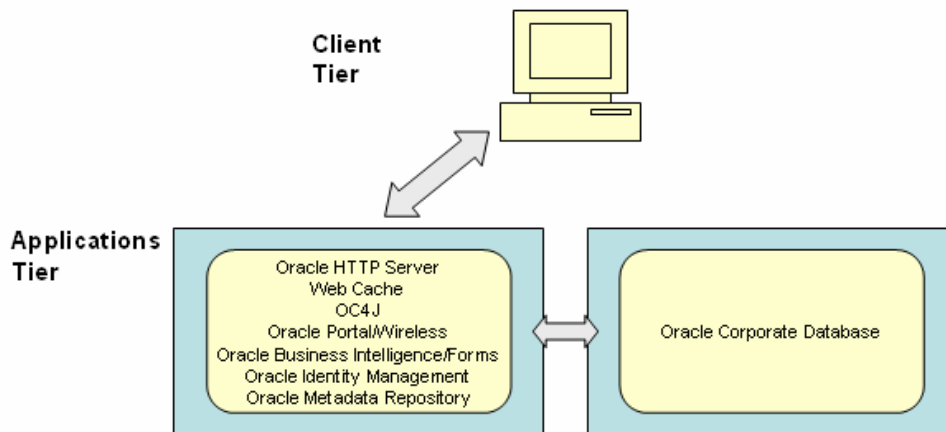 Client
Tier
Applications
Tier
Oracle HTTP Server
Web Cache
OC4J
Oracle Portal/Wireless
Oracle Business Intelligence/Forms
Oracle Identity Management
Oracle Metadata Repository
Oracle Corporate Database